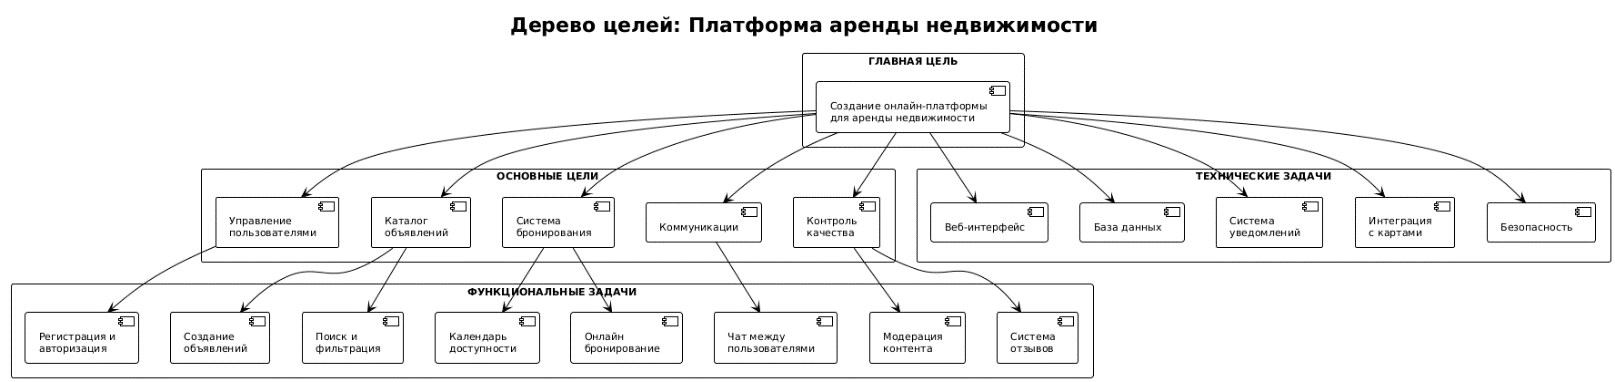 Дерево целей: Платформа аренды недвижимости
ГЛАВНАЯ ЦЕЛЬ
Создание онлайн-платформы
для аренды недвижимости
ОСНОВНЫЕ ЦЕЛИ
Управление
пользователями
Каталог
объявлений
Система
бронирования
Коммуникации
Контроль
качества
ТЕХНИЧЕСКИЕ ЗАДАЧИ
Веб-интерфейс
База данных
Система
уведомлений
Интеграция
с картами
Безопасность
ФУНКЦИОНАЛЬНЫЕ ЗАДАЧИ
Регистрация и
авторизация
Создание
объявлений
Поиск и
фильтрация
Календарь
доступности
Онлайн
бронирование
Чат между
пользователями
Модерация
контента
Система
отзывов